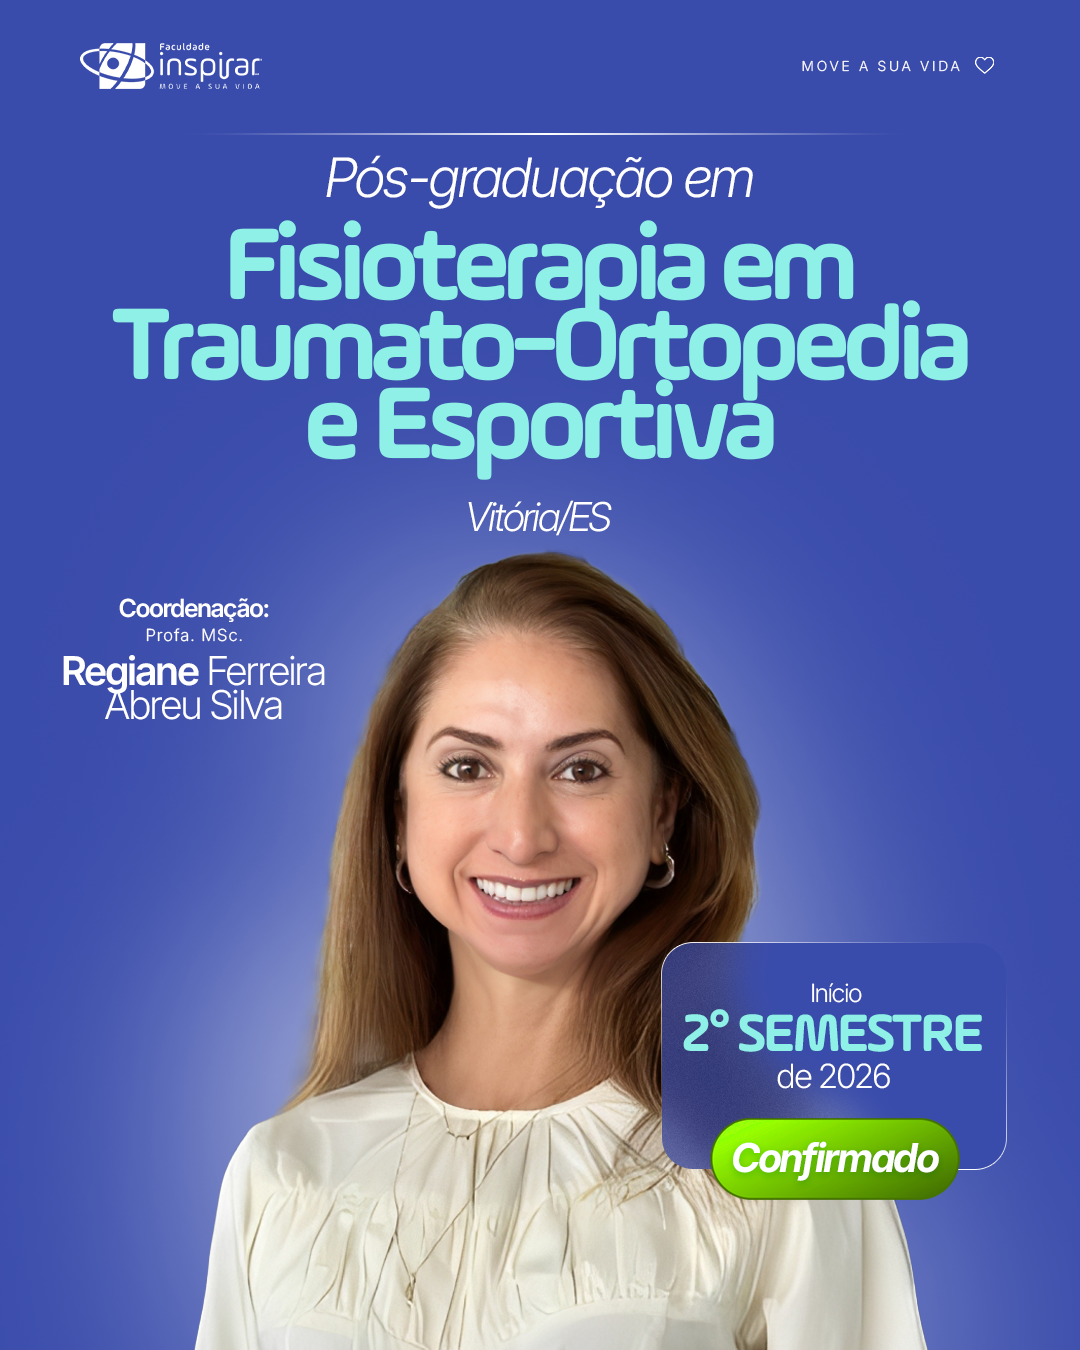 Faculdade
inspirar
MOVE A SUA VIDA
MOVE A SUA VIDA
Pós-graduação em
Fisioterapia em
Traumato-Ortopedia
e Esportiva
Vitória/ES
Coordenação:
Profa. MSc.
Regiane Ferreira
Abreu Silva
Início
2º SEMESTRE
de 2026
Confirmado